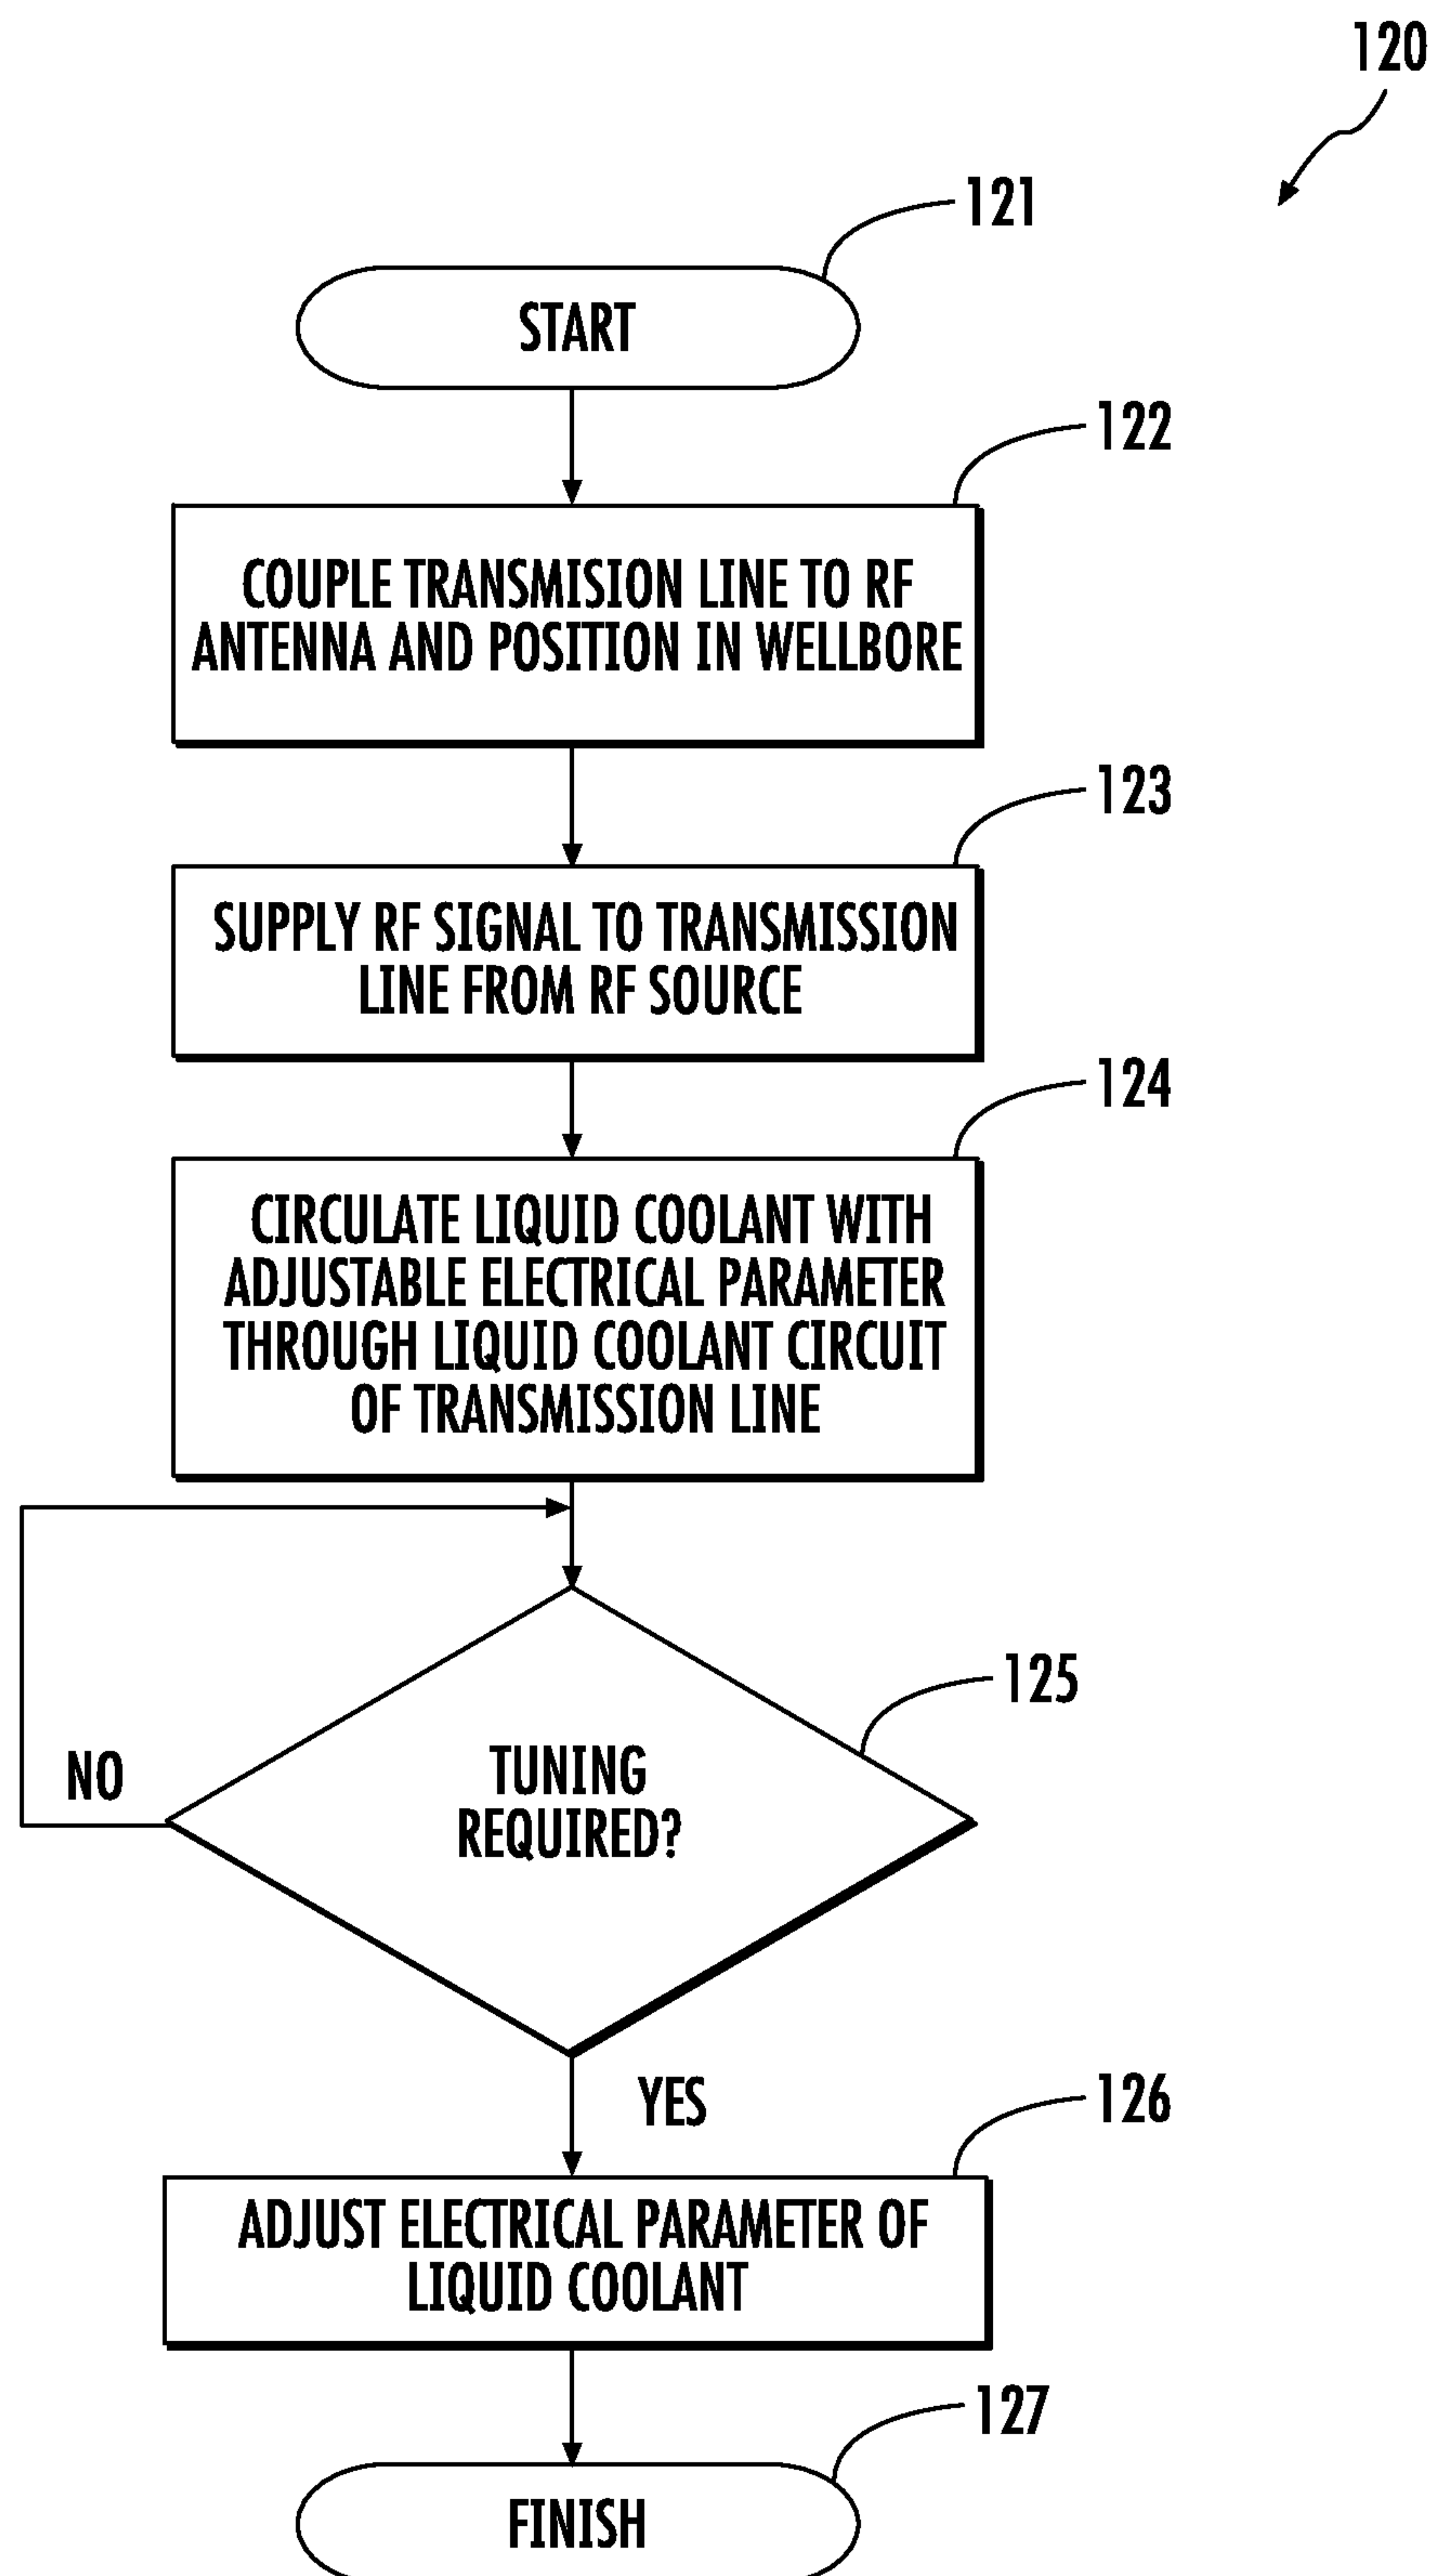 120
121
START
122
COUPLE TRANSMISION LINE TO RF
ANTENNA AND POSITION IN WELLBORE
123
SUPPLY RF SIGNAL TO TRANSMISSION
LINE FROM RF SOURCE
124
CIRCULATE LIQUID COOLANT WITH
ADJUSTABLE ELECTRICAL PARAMETER
THROUGH LIQUID COOLANT CIRCUIT
OF TRANSMISSION LINE
125
NO
TUNING
REQUIRED?
YES
126
ADJUST ELECTRICAL PARAMETER OF
LIQUID COOLANT
127
FINISH